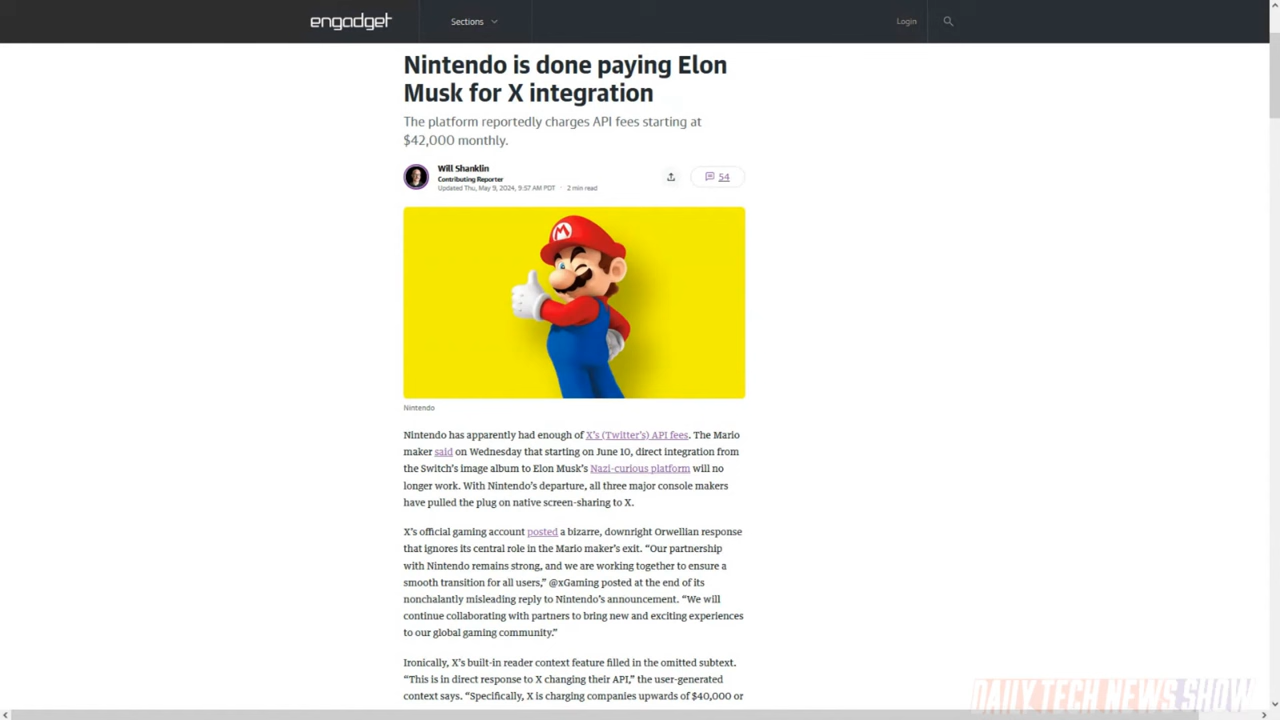 engadget
Sections
Login
Nintendo is done paying Elon
Musk for X integration
The platform reportedly charges API fees starting at
$42,000 monthly.
Will Shanklin
Contributing Reporter
Updated Thu, May 9, 2024, 9:57 AM PDT · 2 min read
54
M
Nintendo
Nintendo has apparently had enough of X's (Twitter's) API fees. The Mario
maker said on Wednesday that starting on June 10, direct integration from
the Switch's image album to Elon Musk's Nazi-curious platform will no
longer work. With Nintendo's departure, all three major console makers
have pulled the plug on native screen-sharing to X.
X's official gaming account posted a bizarre, downright Orwellian response
that ignores its central role in the Mario maker's exit. “Our partnership
with Nintendo remains strong, and we are working together to ensure a
smooth transition for all users,” @xGaming posted at the end of its
nonchalantly misleading reply to Nintendo's announcement. “We will
continue collaborating with partners to bring new and exciting experiences
to our global gaming community.”
Ironically, X's built-in reader context feature filled in the omitted subtext.
“This is in direct response to X changing their API,” the user-generated
context says. “Specifically, X is charging companies upwards of $40,000 or
DAILY TECH NEWS SHOW